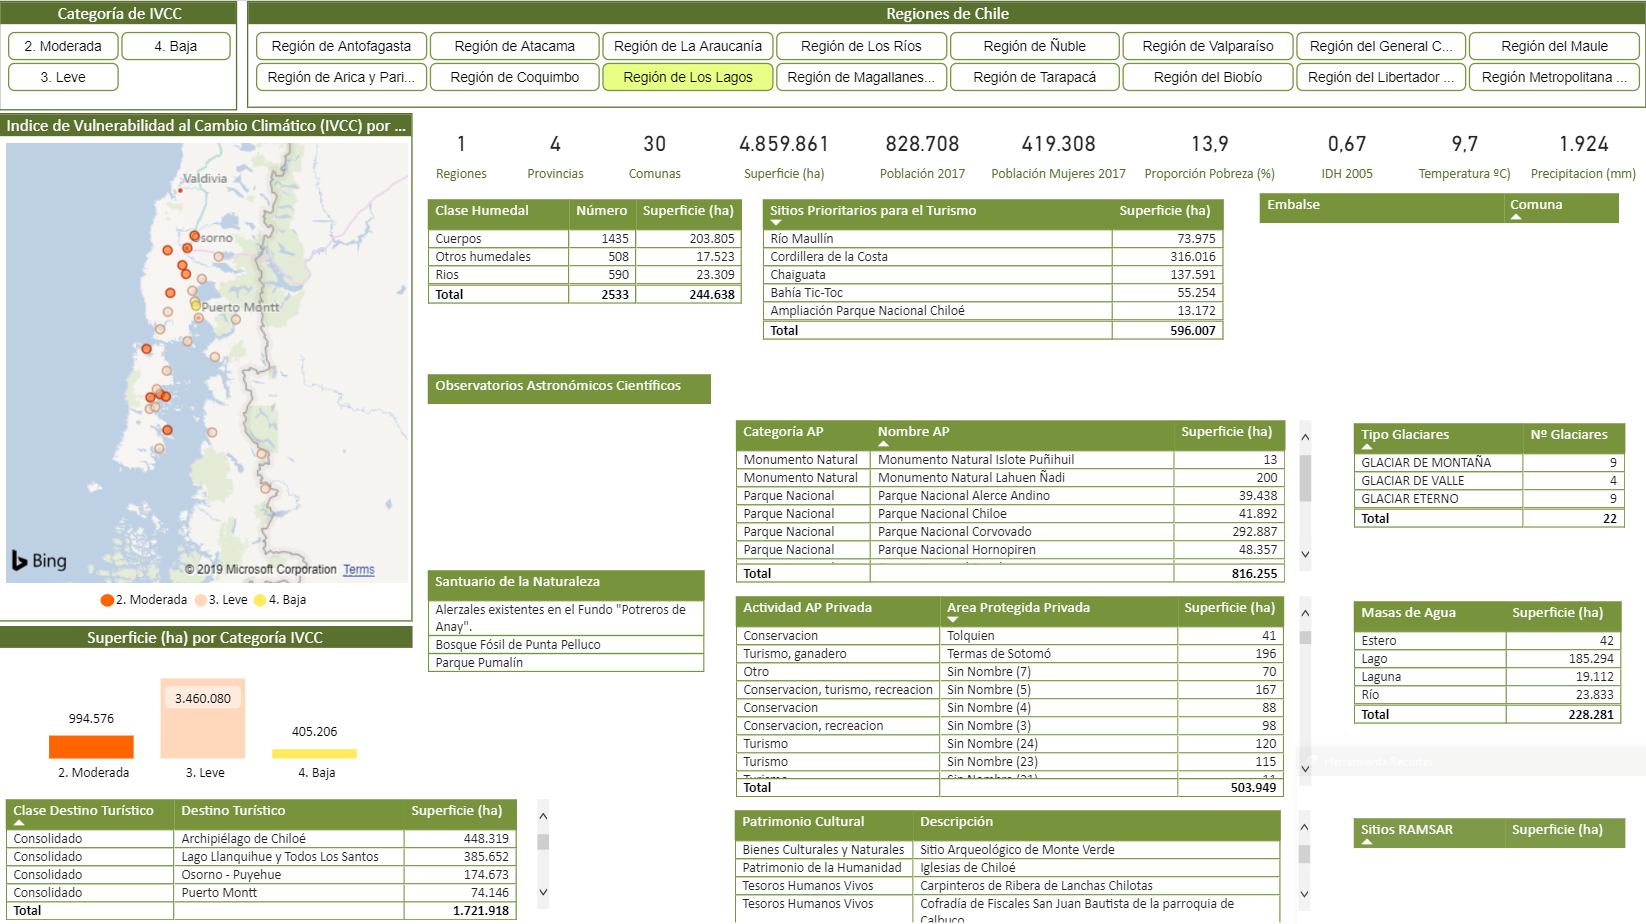 Categoría de IVCC
2. Moderada
4. Baja
3. Leve
Regiones de Chile
Región de Antofagasta
Región de Atacama
Región de La Araucanía
Región de Los Ríos
Región de Ñuble
Región de Valparaíso
Región del General C...
Región del Maule
Región de Arica y Pari...
Región de Coquimbo
Región de Los Lagos
Región de Magallanes...
Región de Tarapacá
Región del Biobío
Región del Libertador ...
Región Metropolitana ...
Indice de Vulnerabilidad al Cambio Climático (IVCC) por ...
Valdivia
Osorno
Puerto Montt
Bing
© 2019 Microsoft Corporation Terms
2. Moderada 3. Leve 4. Baja
1 4 30 4.859.861 828.708 419.308 13,9 0,67 9,7 1.924
Regiones Provincias Comunas Superficie (ha) Población 2017 Población Mujeres 2017 Proporción Pobreza (%) IDH 2005 Temperatura ºC) Precipitacion (mm)
Clase Humedal Número Superficie (ha)
Cuerpos 1435 203.805
Otros humedales 508 17.523
Rios 590 23.309
Total 2533 244.638
Sitios Prioritarios para el Turismo Superficie (ha)
Río Maullín 73.975
Cordillera de la Costa 316.016
Chaiguata 137.591
Bahía Tic-Toc 55.254
Ampliación Parque Nacional Chiloé 13.172
Total 596.007
Embalse Comuna
Observatorios Astronómicos Científicos
Categoría AP Nombre AP Superficie (ha)
Monumento Natural Monumento Natural Islote Puñihuil 13
Monumento Natural Monumento Natural Lahuen Ñadi 200
Parque Nacional Parque Nacional Alerce Andino 39.438
Parque Nacional Parque Nacional Chiloe 41.892
Parque Nacional Parque Nacional Corvovado 292.887
Parque Nacional Parque Nacional Hornopiren 48.357
Total 816.255
Tipo Glaciares Nº Glaciares
GLACIAR DE MONTAÑA 9
GLACIAR DE VALLE 4
GLACIAR ETERNO 9
Total 22
Santuario de la Naturaleza
Alerzales existentes en el Fundo "Potreros de
Anay".
Bosque Fósil de Punta Pelluco
Parque Pumalín
Actividad AP Privada Area Protegida Privada Superficie (ha)
Conservacion Tolquien 41
Turismo, ganadero Termas de Sotomó 196
Otro Sin Nombre (7) 70
Conservacion, turismo, recreacion Sin Nombre (5) 167
Conservacion Sin Nombre (4) 88
Conservacion, recreacion Sin Nombre (3) 98
Turismo Sin Nombre (24) 120
Turismo Sin Nombre (23) 115
Turismo Sin Nombre (21) 11
Total 503.949
Masas de Agua Superficie (ha)
Estero 42
Lago 185.294
Laguna 19.112
Río 23.833
Total 228.281
Herramienta Recortes
Superficie (ha) por Categoría IVCC
994.576
3.460.080
405.206
2. Moderada 3. Leve 4. Baja
Clase Destino Turístico Destino Turístico Superficie (ha)
Consolidado Archipiélago de Chiloé 448.319
Consolidado Lago Llanquihue y Todos Los Santos 385.652
Consolidado Osorno - Puyehue 174.673
Consolidado Puerto Montt 74.146
Total 1.721.918
Patrimonio Cultural Descripción
Bienes Culturales y Naturales Sitio Arqueológico de Monte Verde
Patrimonio de la Humanidad Iglesias de Chiloé
Tesoros Humanos Vivos Carpinteros de Ribera de Lanchas Chilotas
Tesoros Humanos Vivos Cofradía de Fiscales San Juan Bautista de la parroquia de
Calbuco
Sitios RAMSAR Superficie (ha)